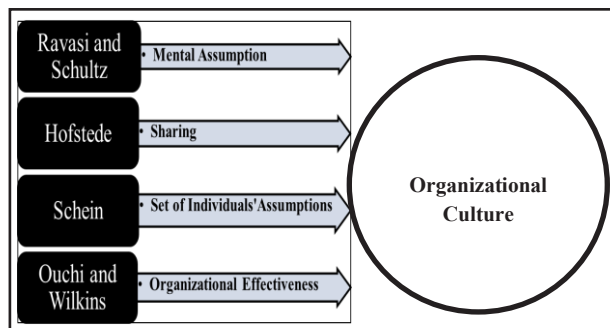 Ravasi and
Schultz
• Mental Assumption
Hofstede
• Sharing
Schein
• Set of Individuals'Assumptions
Ouchi and
Wilkins
• Organizational Effectiveness
Organizational
Culture